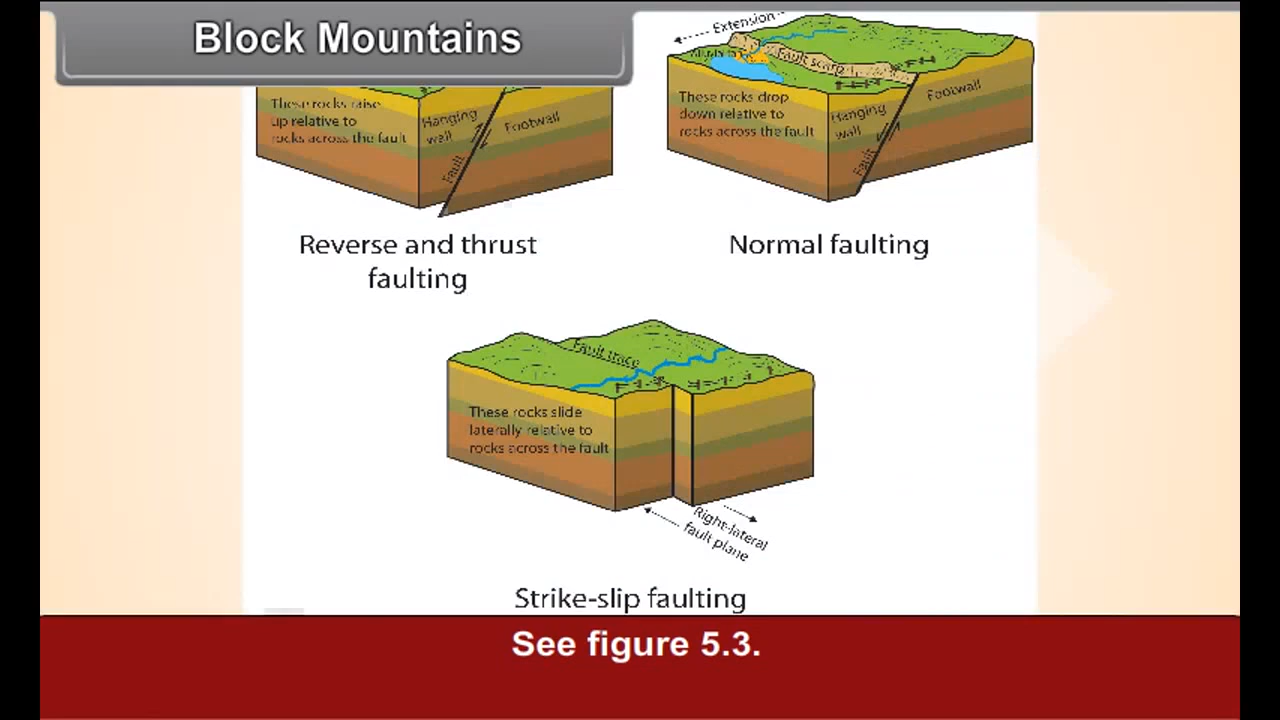 Block Mountains
These rocks raise
up relative to
rocks across the fault
Hanging
wall
Footwall
Fault
Reverse and thrust
faulting
Extension
Fault scarp
These rocks drop
down relative to
rocks across the fault
Hanging
wall
Footwall
Fault
Normal faulting
Fault trace
These rocks slide
laterally relative to
rocks across the fault
Right-lateral
fault plane
Strike-slip faulting
See figure 5.3.